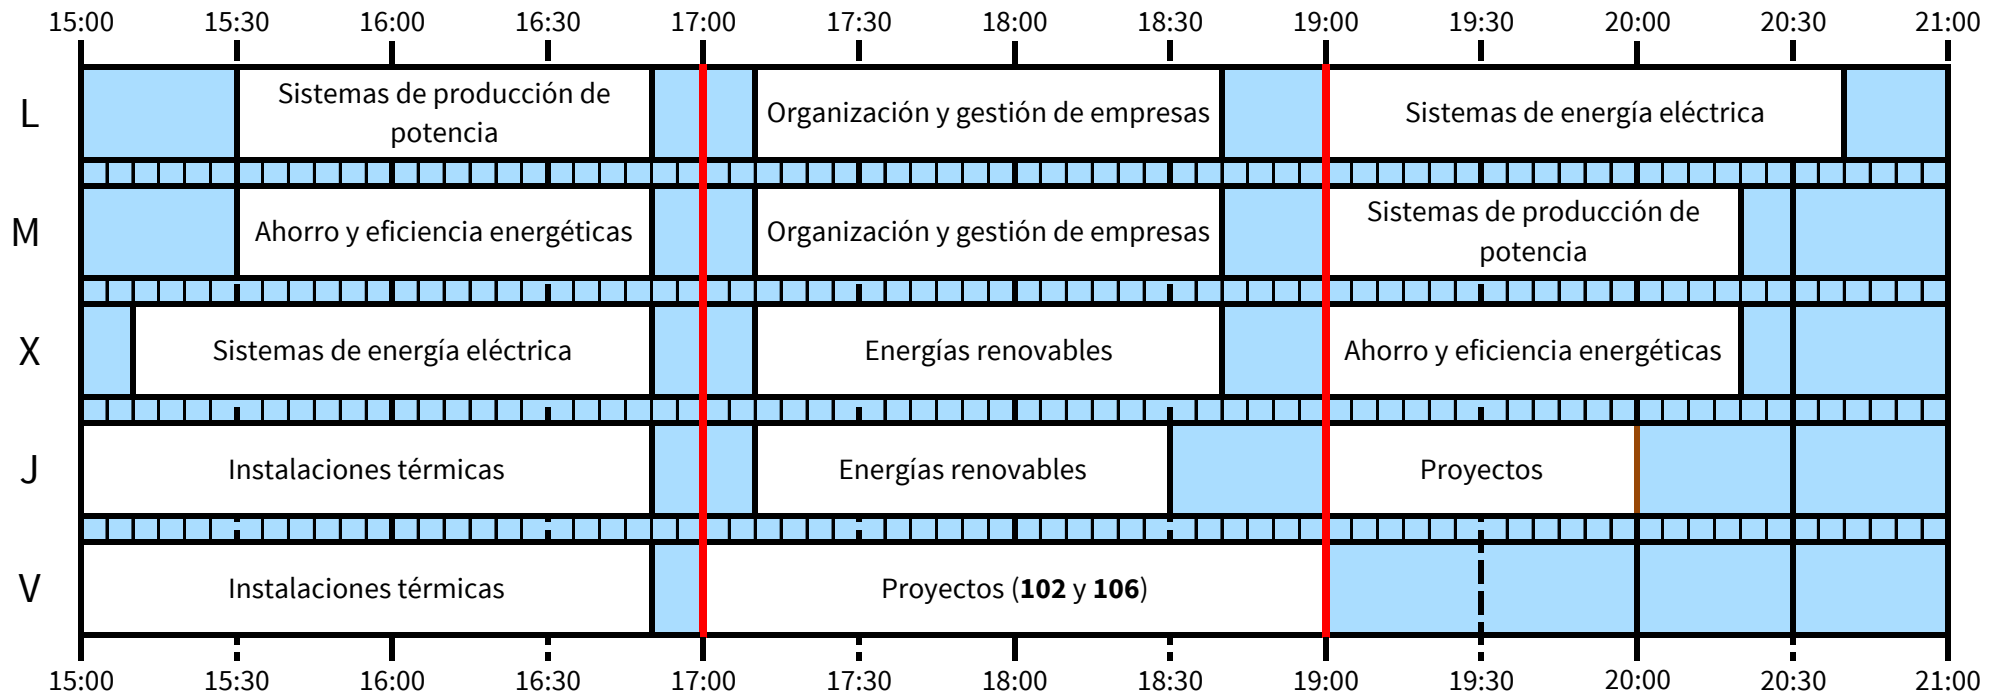 15:00 15:30 16:00 16:30 17:00 17:30 18:00 18:30 19:00 19:30 20:00 20:30 21:00
L
Sistemas de producción de
potencia
Organización y gestión de empresas
Sistemas de energía eléctrica
M
Ahorro y eficiencia energéticas
Organización y gestión de empresas
Sistemas de producción de
potencia
X
Sistemas de energía eléctrica
Energías renovables
Ahorro y eficiencia energéticas
J
Instalaciones térmicas
Energías renovables
Proyectos
V
Instalaciones térmicas
Proyectos (102 y 106)
15:00 15:30 16:00 16:30 17:00 17:30 18:00 18:30 19:00 19:30 20:00 20:30 21:00